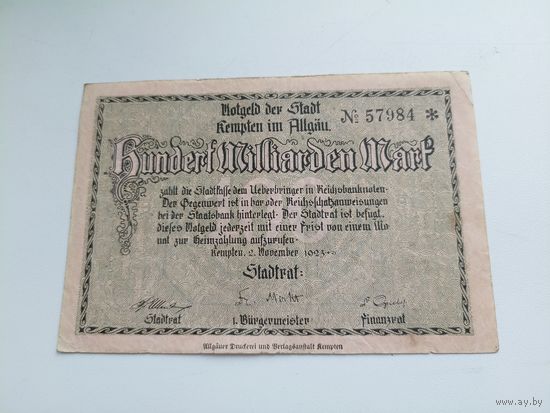 Notgeld der Stadt
Kempten im Allgäu.
№ 57984 *
Hundert Milliarden Mark
zahlt die Stadtkasse dem Ueberbringer in Reichsbanknoten-
Der Gegenwert ist in bar oder Reichsschatzanweisungen
bei der Staatsbank hinterlegt- Der Stadtrat ist befugt,
dieses Notgeld jederzeit mit einer Frist von einem Mo
nat zur Heimzahlung aufzurufen-
Kempten, 2. November 1923-
Stadtrat:
Stadtrat
1. Bürgermeister
Finanzrat
Allgäuer Druckerei und Verlagsanstalt Kempten
www.ay.by